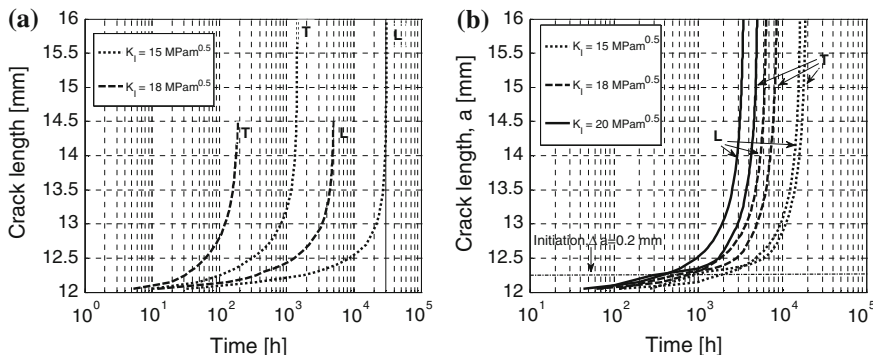 (a)
Crack length [mm]
16
15.5
15
14.5
14
13.5
13
12.5
12
K_I = 15 MPam^0.5
K_I = 18 MPam^0.5
T
L
T
L
10^0 10^1 10^2 10^3 10^4 10^5
Time [h]
(b)
Crack length, a [mm]
16
15.5
15
14.5
14
13.5
13
12.5
12
K_I = 15 MPam^0.5
K_I = 18 MPam^0.5
K_I = 20 MPam^0.5
T
L
Initiation, Δ a=0.2 mm
10^1 10^2 10^3 10^4 10^5
Time [h]